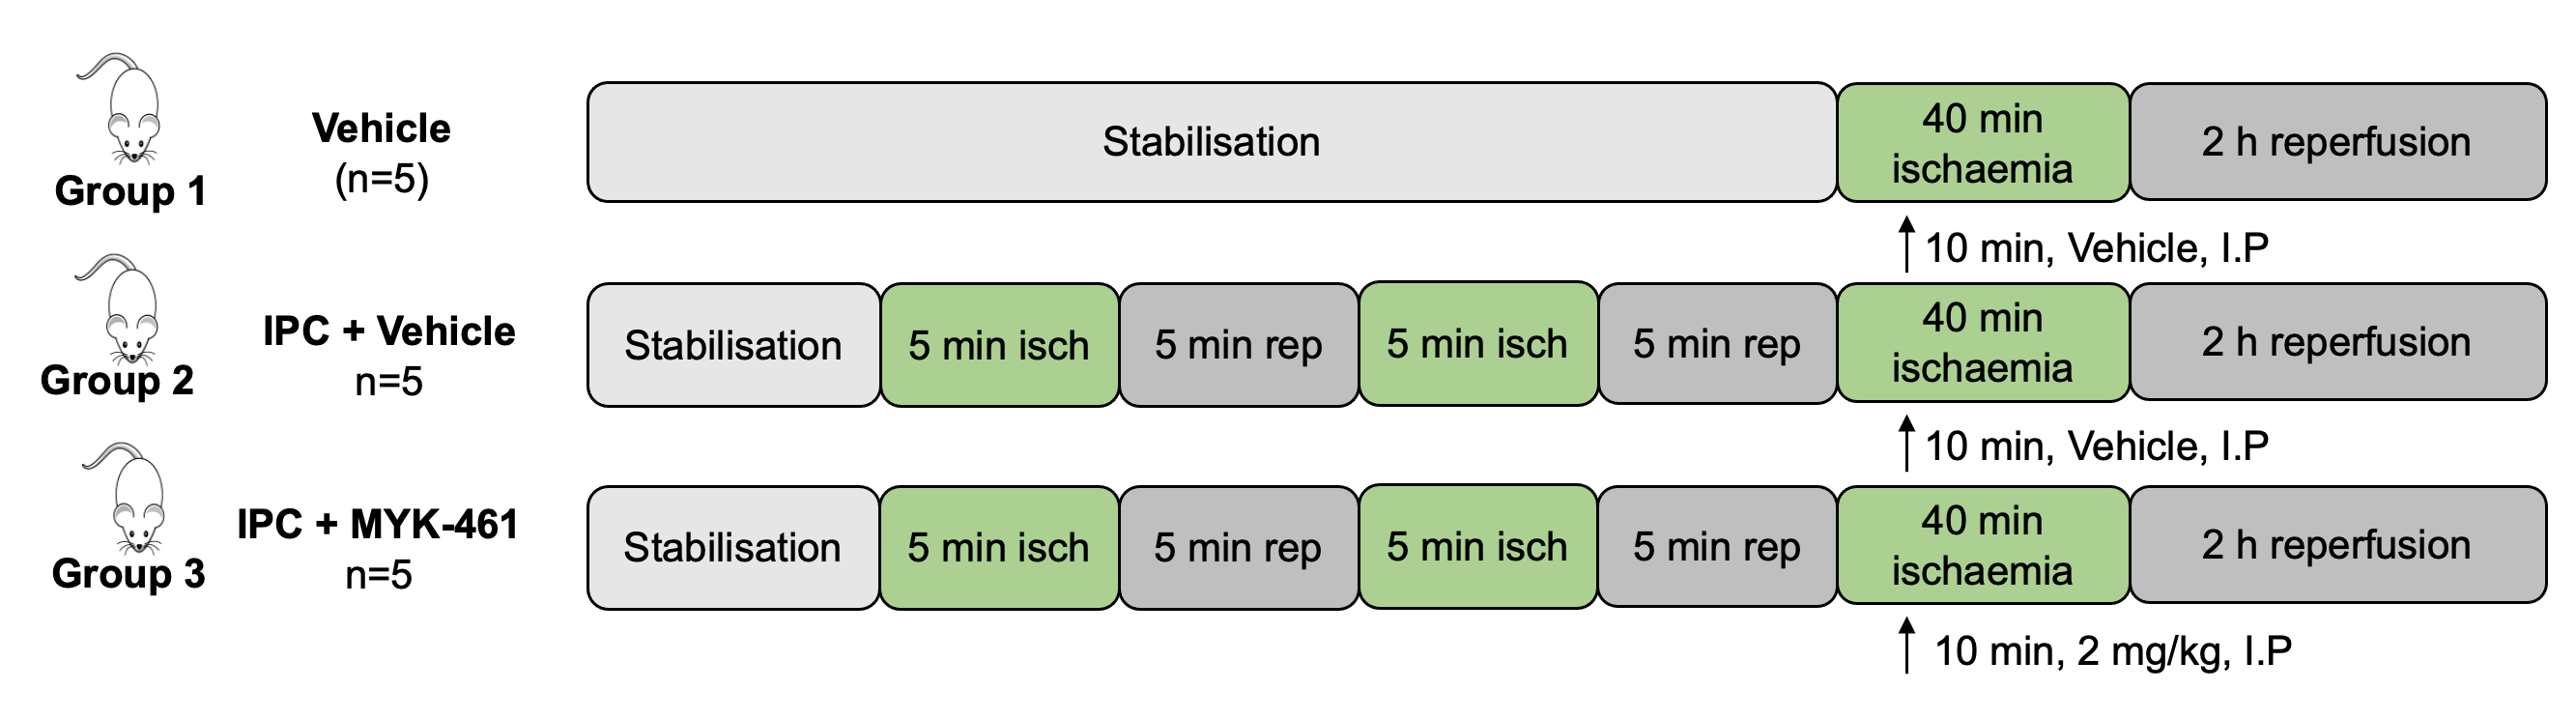 Group 1
Vehicle
(n=5)
Stabilisation
40 min
ischaemia
2 h reperfusion
10 min, Vehicle, I.P
Group 2
IPC + Vehicle
n=5
Stabilisation
5 min isch
5 min rep
5 min isch
5 min rep
40 min
ischaemia
2 h reperfusion
10 min, Vehicle, I.P
Group 3
IPC + MYK-461
n=5
Stabilisation
5 min isch
5 min rep
5 min isch
5 min rep
40 min
ischaemia
2 h reperfusion
10 min, 2 mg/kg, I.P